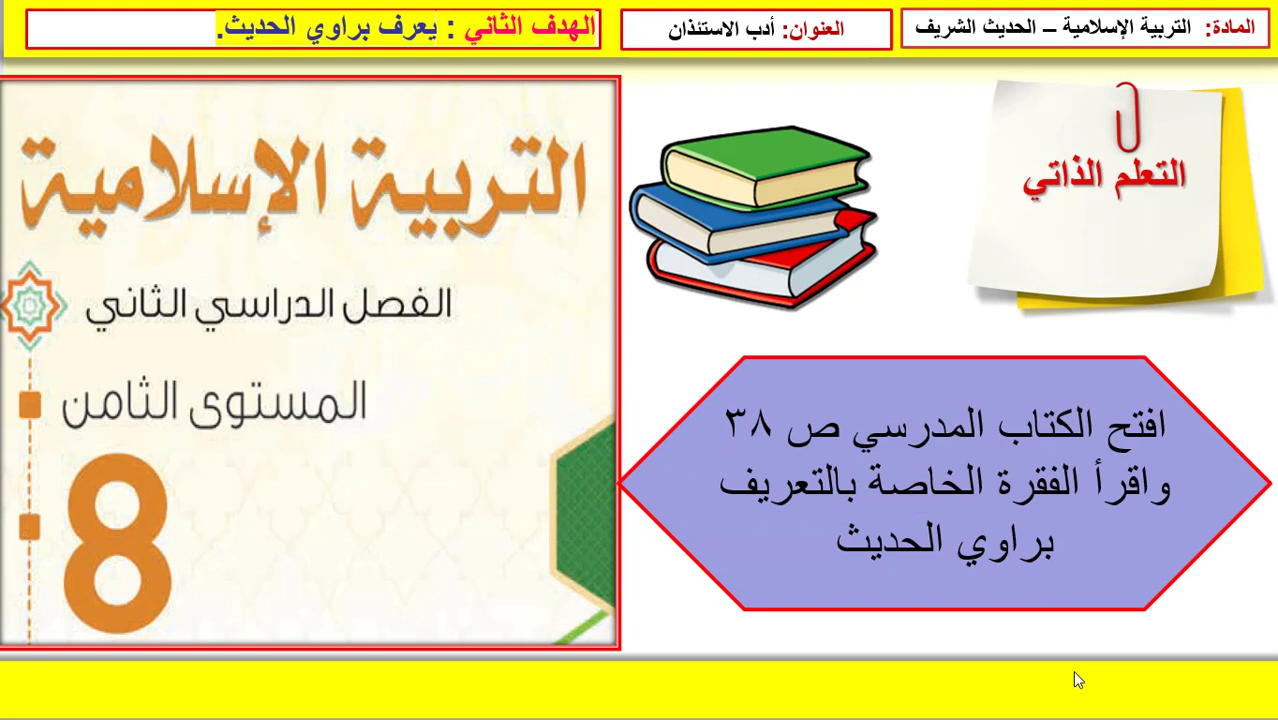 المادة: التربية الإسلامية – الحديث الشريف
العنوان: أدب الاستئذان
الهدف الثاني : يعرف براوي الحديث.
التعلم الذاتي
افتح الكتاب المدرسي ص ٣٨
واقرأ الفقرة الخاصة بالتعريف
براوي الحديث
التربية الإسلامية
الفصل الدراسي الثاني
المستوى الثامن
8